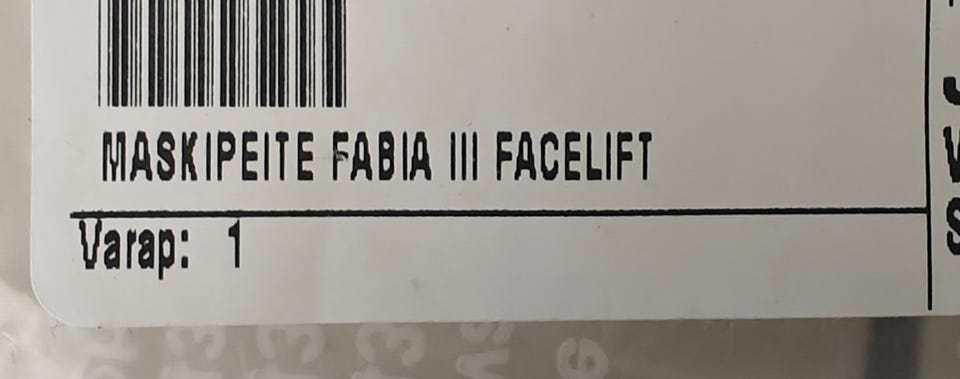 MASKIPEITE FABIA III FACELIFT
Varap: 1